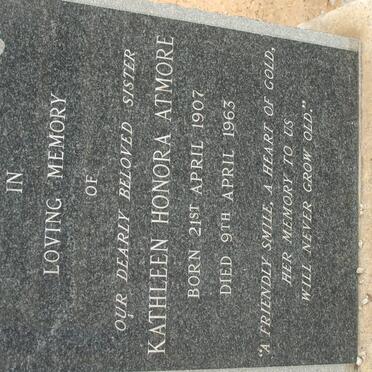 IN
LOVING MEMORY
OF
OUR DEARLY BELOVED SISTER
KATHLEEN HONORA ATMORE
BORN 21ST APRIL 1907
DIED 9TH APRIL 1963
"A FRIENDLY SMILE, A HEART OF GOLD,
HER MEMORY TO US
WILL NEVER GROW OLD."